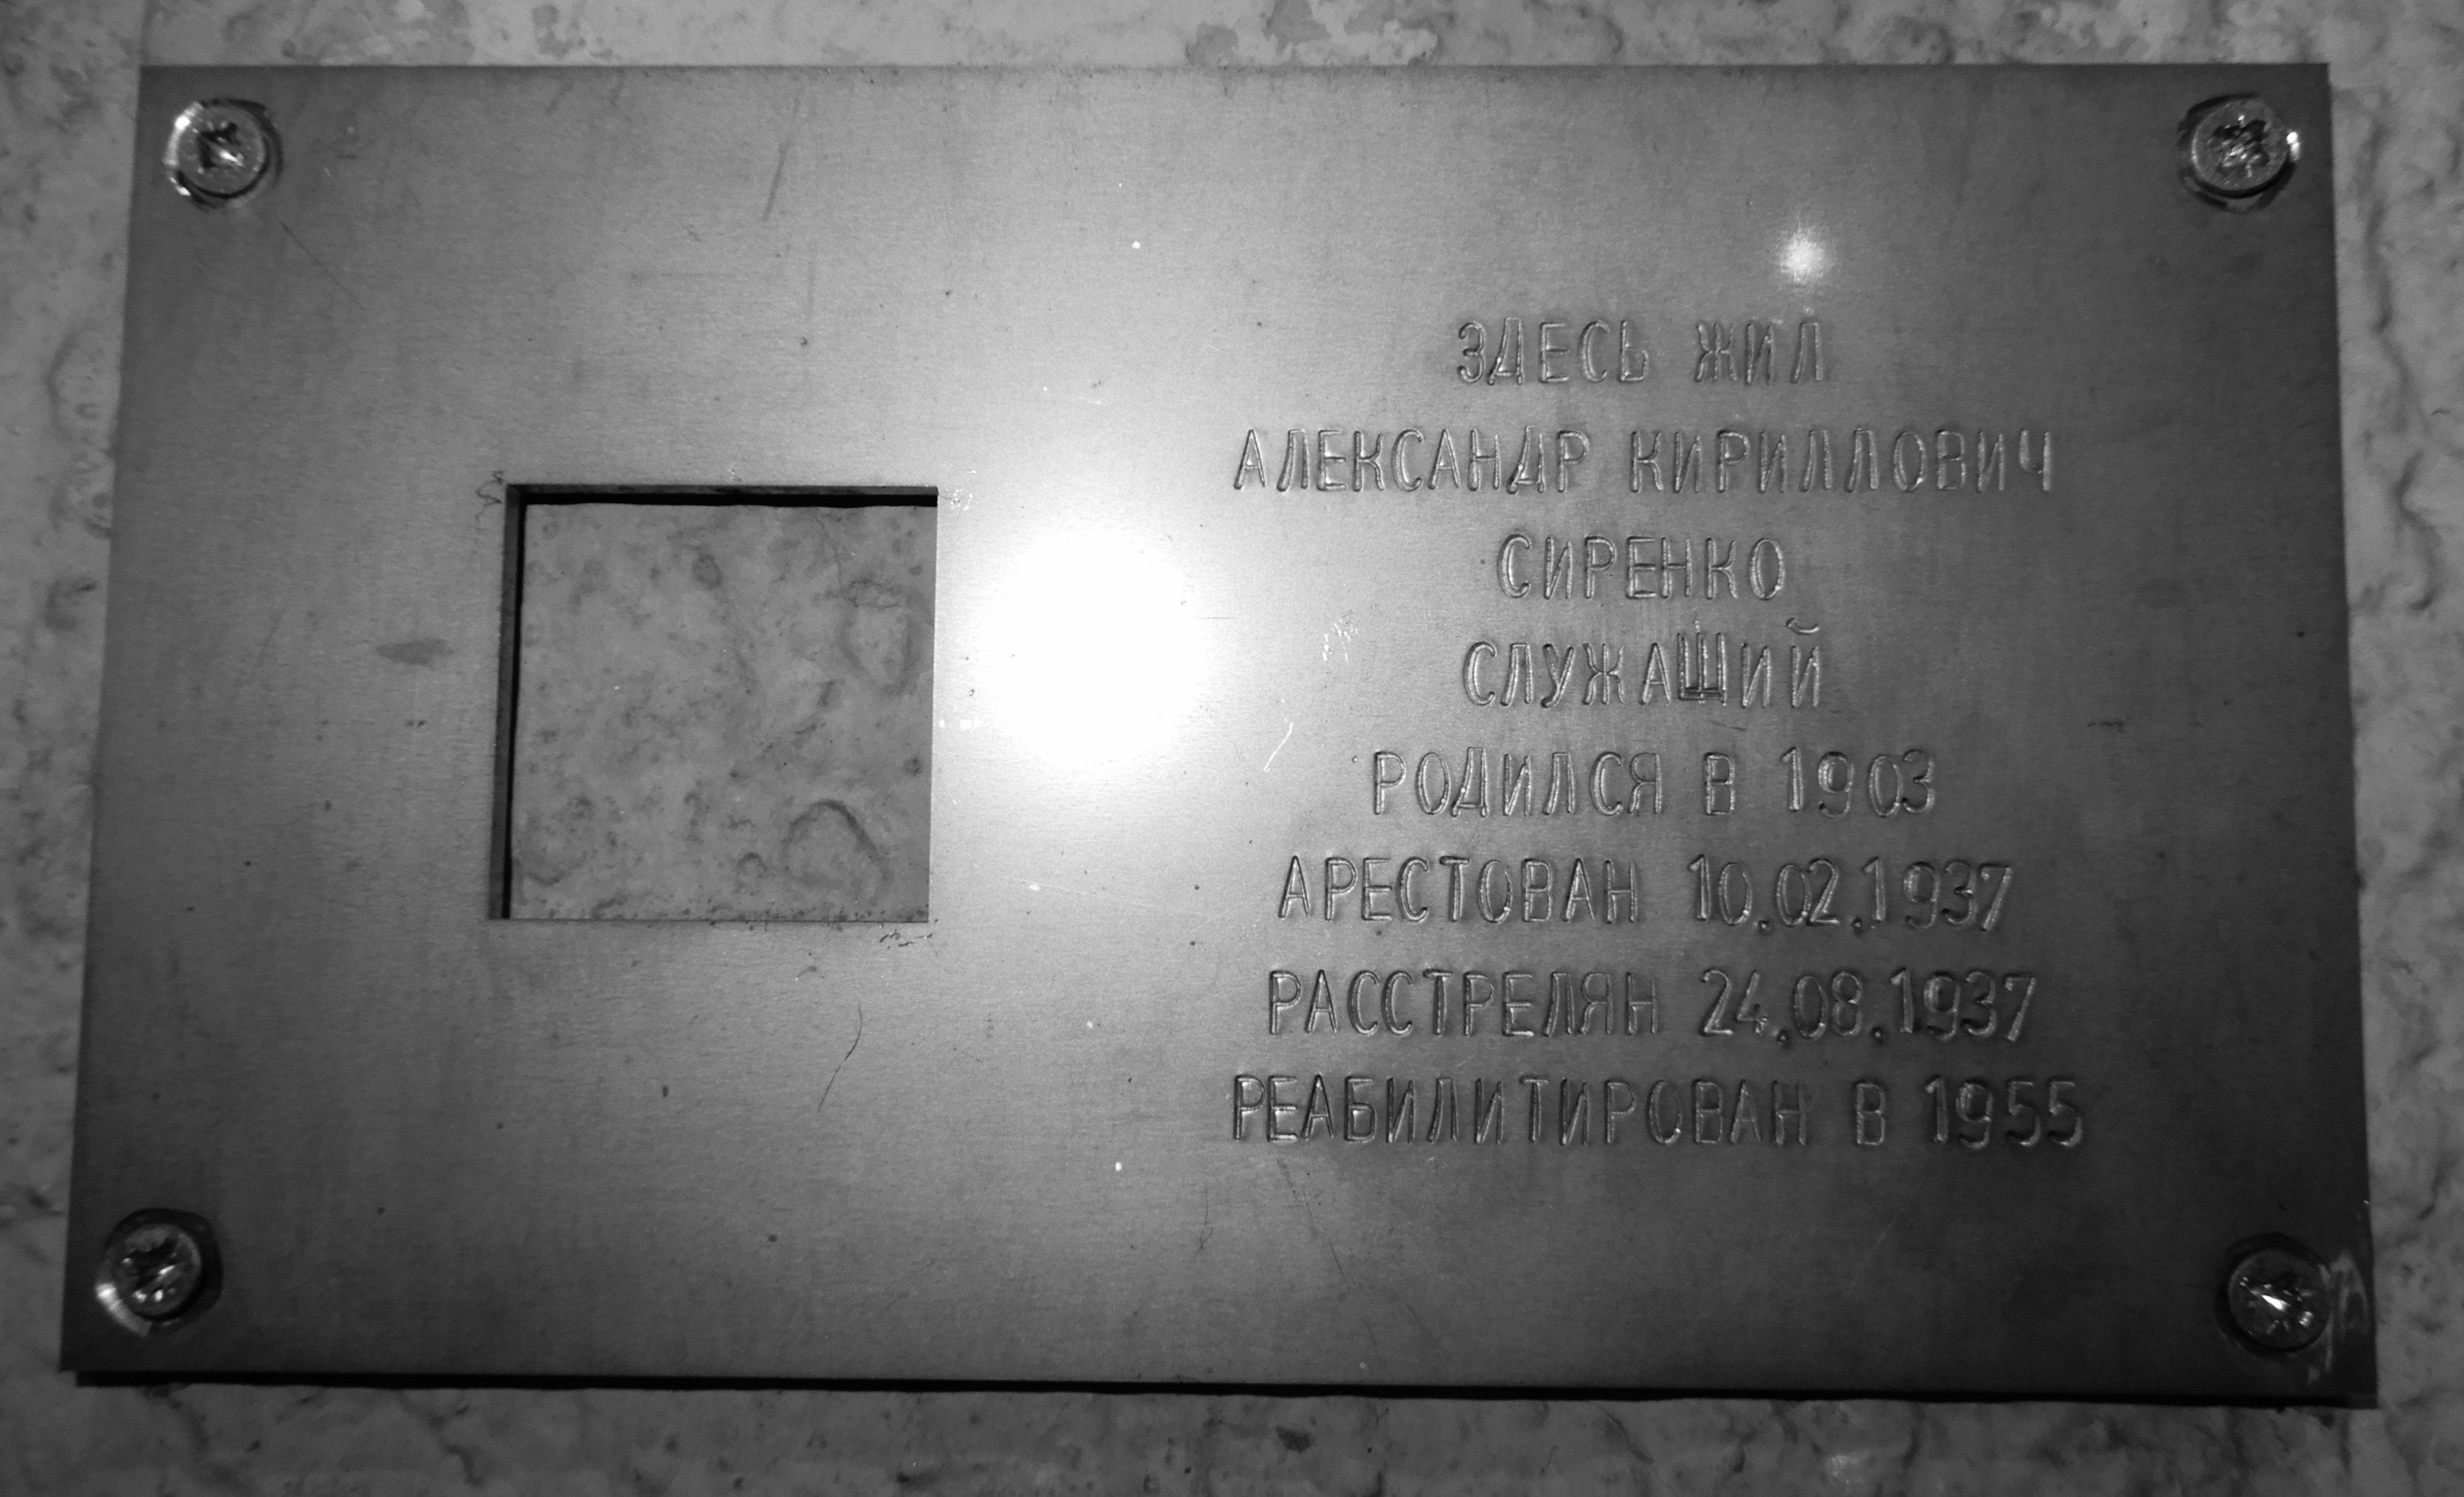 ЗДЕСЬ ЖИЛ
АЛЕКСАНДР КИРИЛЛОВИЧ
СИРЕНКО
СЛУЖАЩИЙ
РОДИЛСЯ В 1903
АРЕСТОВАН 10.02.1937
РАССТРЕЛЯН 24.08.1937
РЕАБИЛИТИРОВАН В 1955